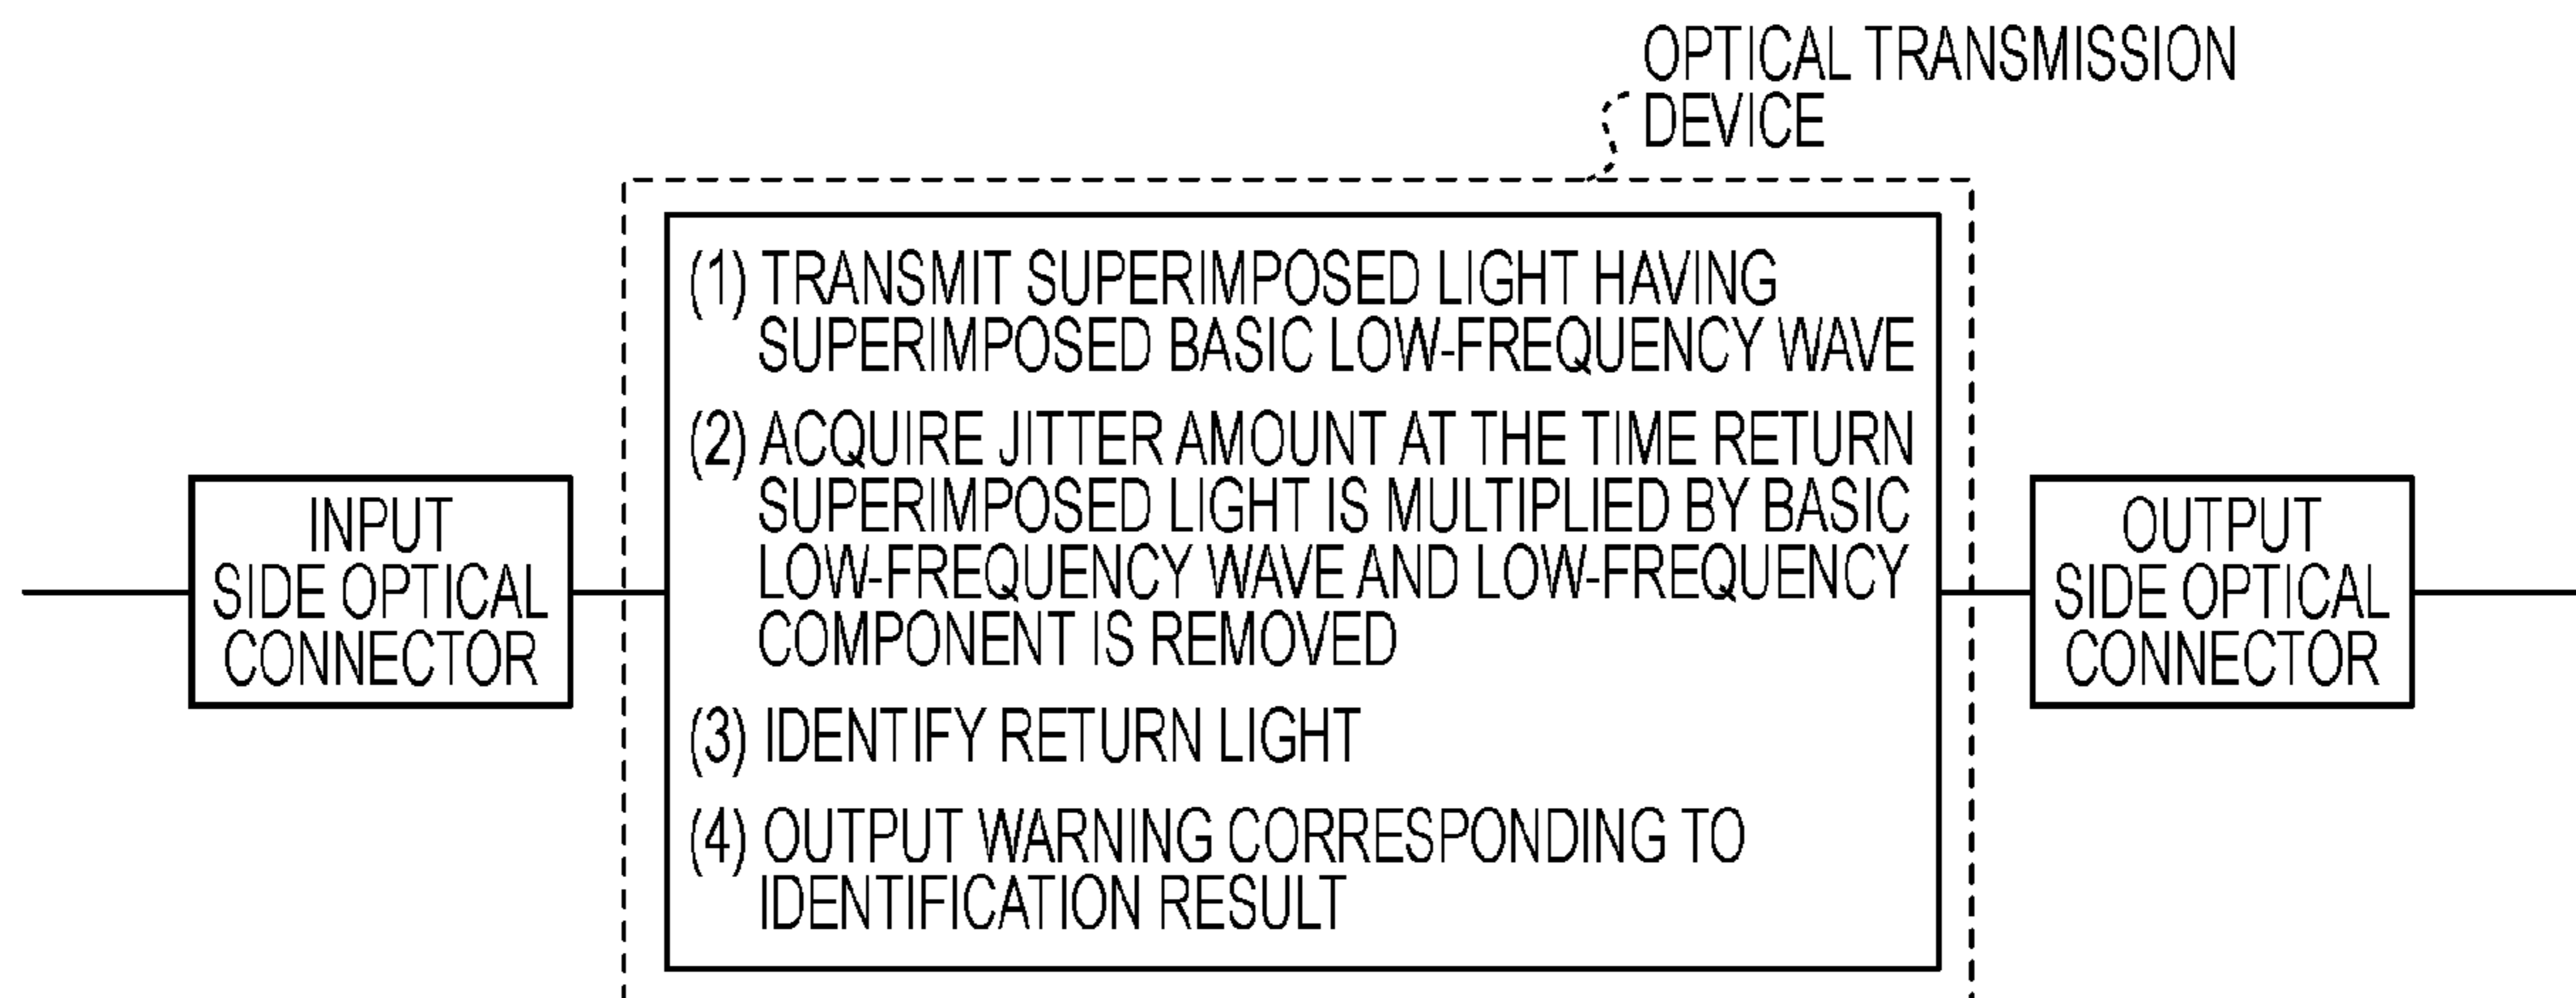 OPTICAL TRANSMISSION
DEVICE
(1) TRANSMIT SUPERIMPOSED LIGHT HAVING
SUPERIMPOSED BASIC LOW-FREQUENCY WAVE
(2) ACQUIRE JITTER AMOUNT AT THE TIME RETURN
SUPERIMPOSED LIGHT IS MULTIPLIED BY BASIC
LOW-FREQUENCY WAVE AND LOW-FREQUENCY
COMPONENT IS REMOVED
(3) IDENTIFY RETURN LIGHT
(4) OUTPUT WARNING CORRESPONDING TO
IDENTIFICATION RESULT
INPUT
SIDE OPTICAL
CONNECTOR
OUTPUT
SIDE OPTICAL
CONNECTOR